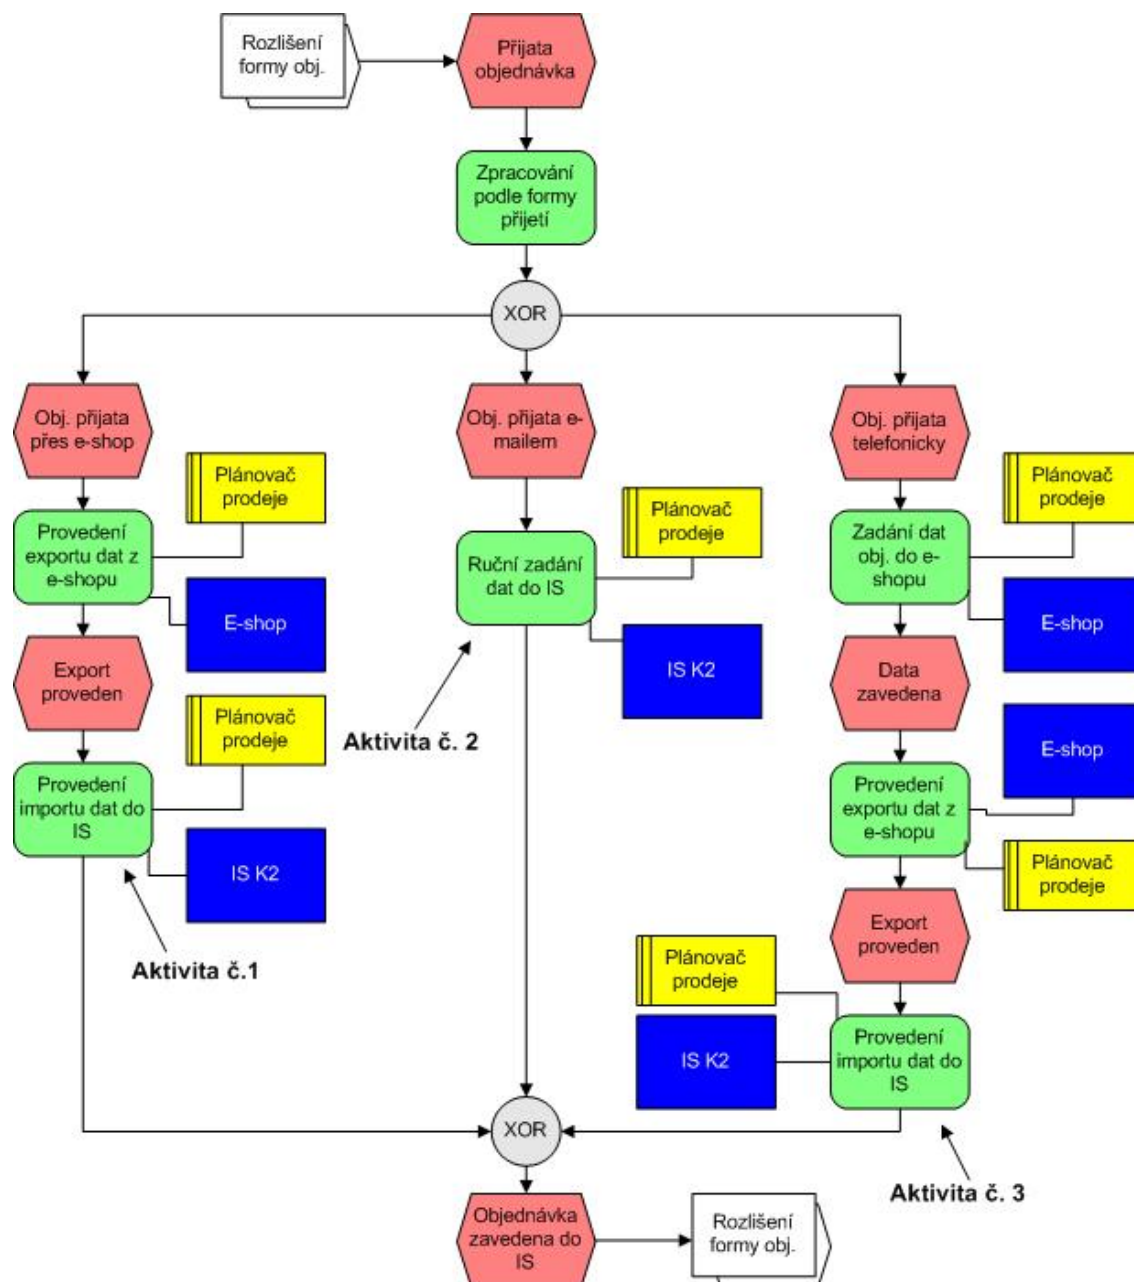 Rozlišení
formy obj.
Přijata
objednávka
Zpracování
podle formy
přijetí
XOR
Obj. přijata
přes e-shop
Obj. přijata e-
mailem
Obj. přijata
telefonicky
Plánovač
prodeje
Provedení
exportu dat z
e-shopu
E-shop
Export
proveden
Plánovač
prodeje
Provedení
importu dat do
IS
IS K2
Aktivita č.1
Plánovač
prodeje
Ruční zadání
dat do IS
IS K2
Aktivita č. 2
Plánovač
prodeje
Zadání dat
obj. do e-
shopu
E-shop
Data
zavedena
E-shop
Provedení
exportu dat z
e-shopu
Plánovač
prodeje
Export
proveden
Plánovač
prodeje
Provedení
importu dat do
IS
IS K2
Aktivita č. 3
XOR
Objednávka
zavedena do
IS
Rozlišení
formy obj.